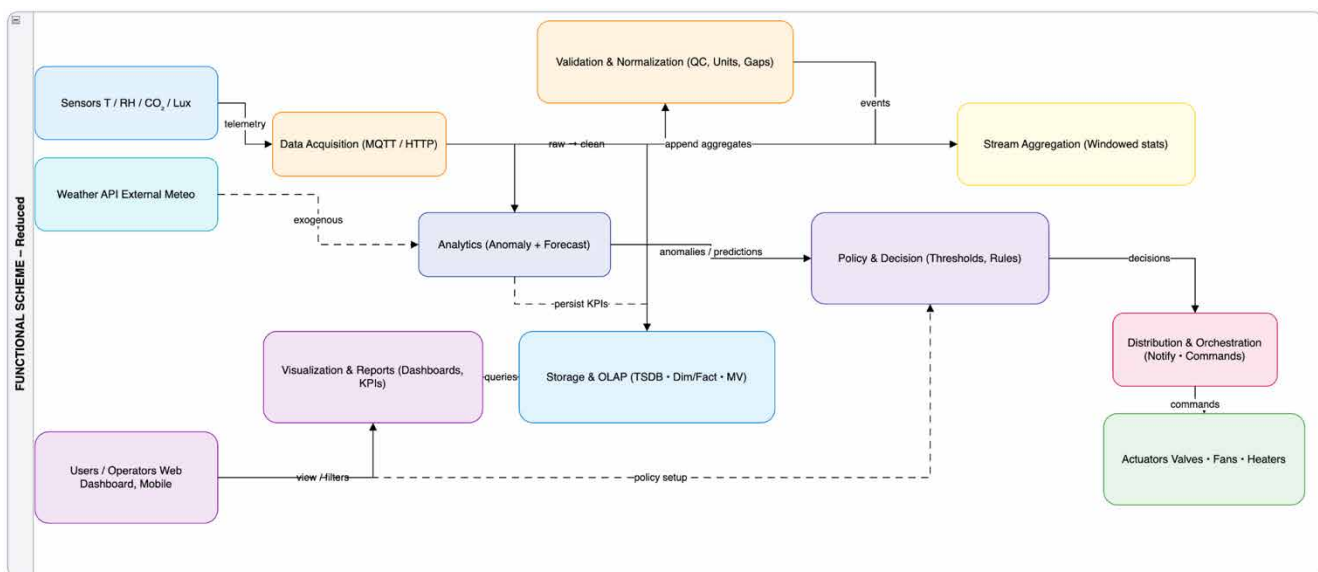 FUNCTIONAL SCHEME – Reduced
Validation & Normalization (QC, Units, Gaps)
Sensors T / RH / CO₂ / Lux
events
telemetry
Data Acquisition (MQTT / HTTP)
raw → clean
append aggregates
Stream Aggregation (Windowed stats)
Weather API External Meteo
exogenous
Analytics (Anomaly + Forecast)
anomalies / predictions
Policy & Decision (Thresholds, Rules)
decisions
persist KPIs
Visualization & Reports (Dashboards,
KPIs)
queries
Storage & OLAP (TSDB • Dim/Fact • MV)
Distribution & Orchestration
(Notify • Commands)
commands
Users / Operators Web
Dashboard, Mobile
view / filters
policy setup
Actuators Valves • Fans • Heaters